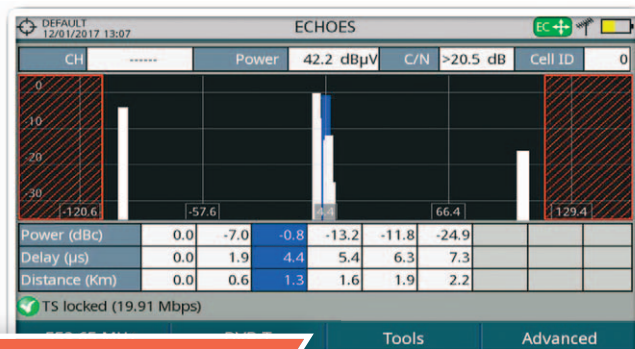 DEFAULT
12/01/2017 13:07
ECHOES
EC
CH ------ Power 42.2 dBµV C/N >20.5 dB Cell ID 0
0
-10
-20
-30
-120.6 -57.6 4.4 66.4 129.4
Power (dBc) 0.0 -7.0 -0.8 -13.2 -11.8 -24.9
Delay (µs) 0.0 1.9 4.4 5.4 6.3 7.3
Distance (Km) 0.0 0.6 1.3 1.6 1.9 2.2
TS locked (19.91 Mbps)
Tools Advanced